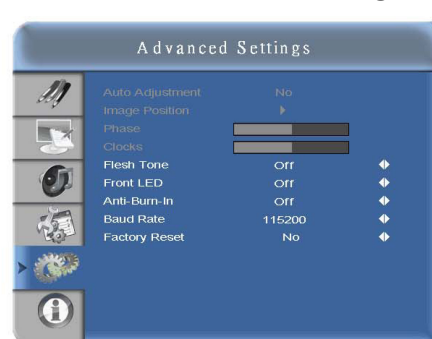 Advanced Settings
Auto Adjustment No
Image Position
Phase
Clocks
Flesh Tone Off
Front LED Off
Anti-Burn-In Off
Baud Rate 115200
Factory Reset No